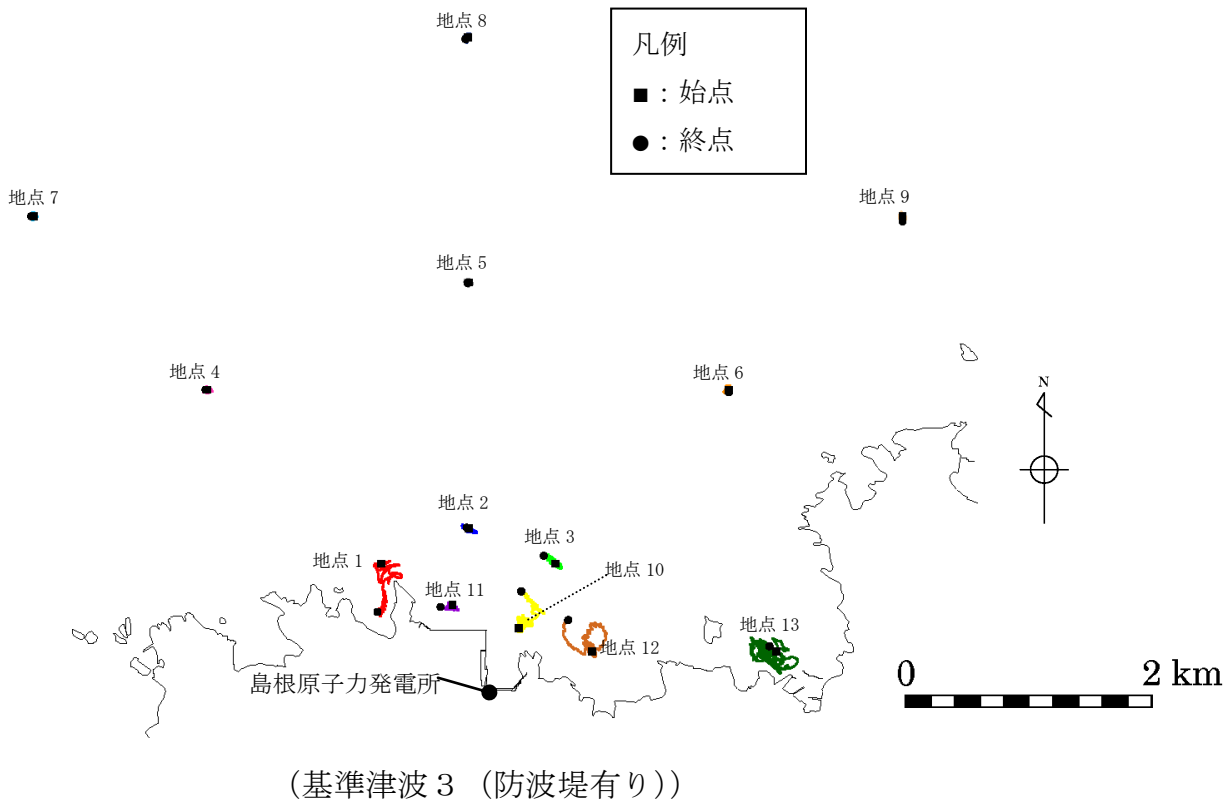 地点８
凡例
■：始点
●：終点
地点７
地点９
地点５
地点４
地点６
N
地点２
地点３
地点１
地点 10
地点 11
地点 12
地点 13
島根原子力発電所
0 2 km
（基準津波３（防波堤有り））